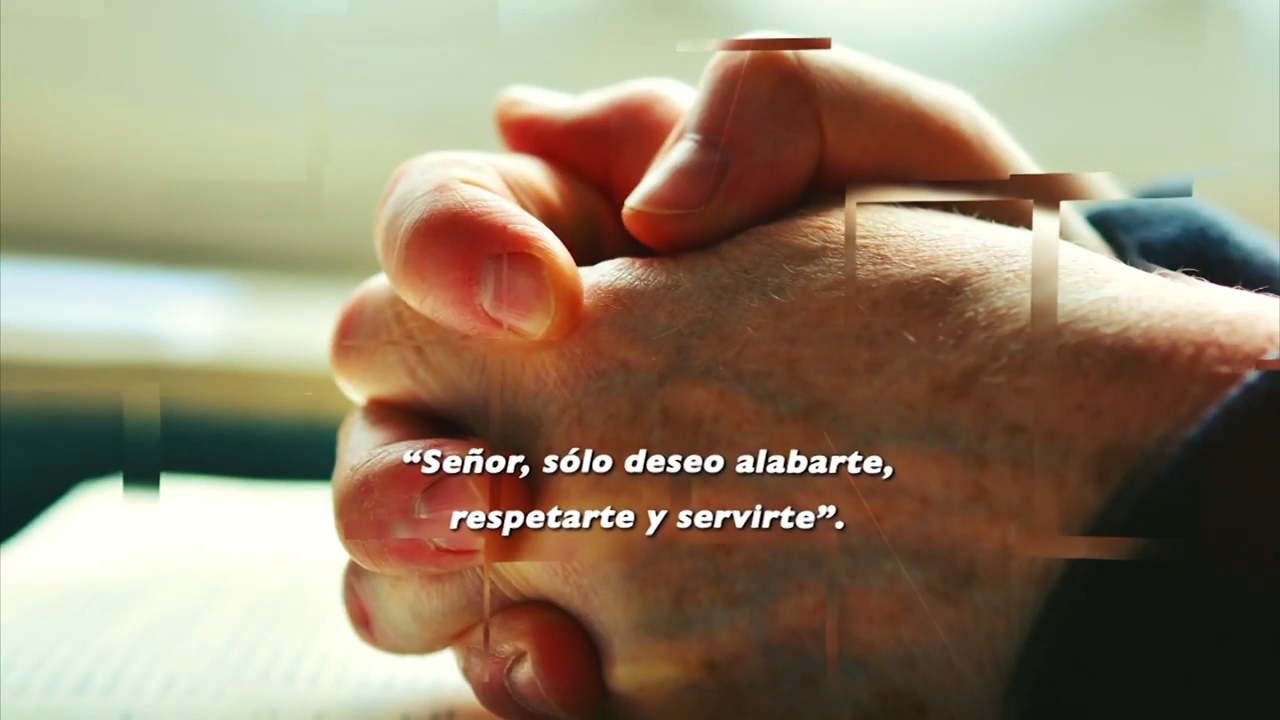 “Señor, sólo deseo alabarte,
respetarte y servirte”.